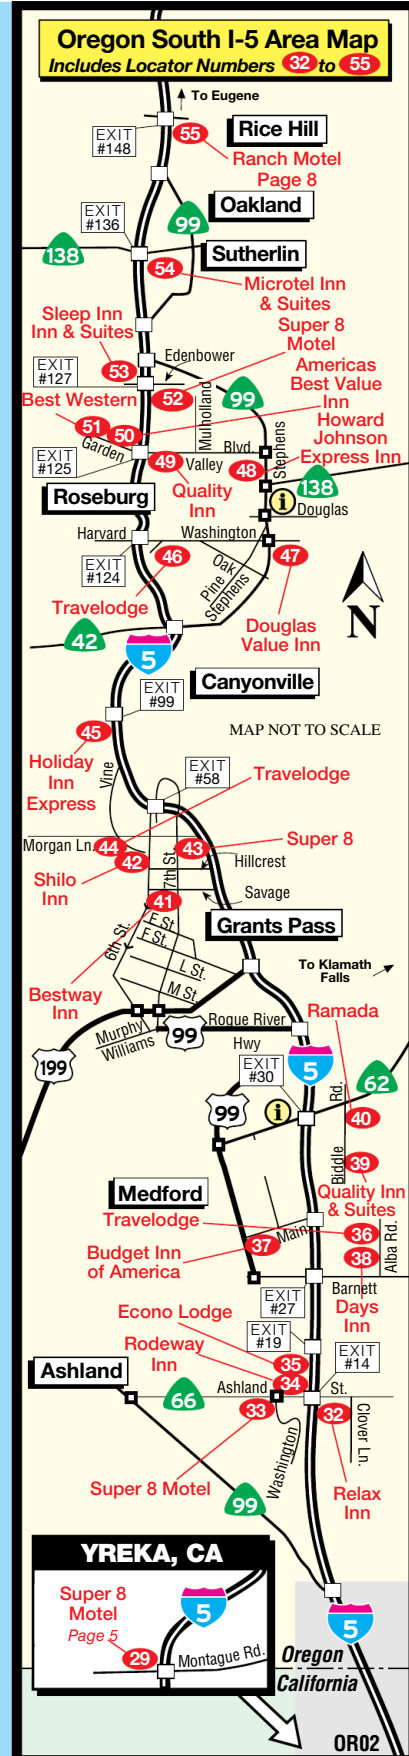 Oregon South I-5 Area Map
Includes Locator Numbers 32 to 55
To Eugene
EXIT
#148
55
Rice Hill
Ranch Motel
Page 8
Oakland
EXIT
#136
99
138
Sutherlin
54
Microtel Inn
& Suites
Sleep Inn
Inn & Suites
Super 8
Motel
53
Edenbower
EXIT
#127
Americas
Best Value
Inn
52
99
Best Western
Mulholland
51
50
Howard
Johnson
Express Inn
Garden
Blvd.
Stephens
EXIT
#125
49
Valley
48
Quality
Inn
138
Roseburg
i
Douglas
Harvard
Washington
EXIT
#124
46
Oak
Pine
Stephens
47
Travelodge
Douglas
Value Inn
N
42
5
Canyonville
EXIT
#99
45
MAP NOT TO SCALE
Holiday
Inn
Express
Vine
EXIT
#58
Travelodge
Morgan Ln.
44
43
Super 8
42
7th St.
Hillcrest
Shilo
Inn
Savage
41
6th St.
E St.
F St.
Grants Pass
L St.
M St.
Bestway
Inn
To Klamath
Falls
Ramada
Murphy
Williams
99
Rogue River
Hwy
199
5
EXIT
#30
62
99
i
Rd.
40
Biddle
39
Medford
Quality Inn
& Suites
Travelodge
36
Main
37
38
Alba Rd.
Budget Inn
of America
Barnett
EXIT
#27
Days
Inn
Econo Lodge
EXIT
#19
Rodeway
Inn
35
EXIT
#14
Ashland
34
66
Ashland
St.
33
32
Clover Ln.
Washington
Super 8 Motel
Relax
Inn
99
YREKA, CA
Super 8
Motel
Page 5
5
29
Montague Rd.
5
Oregon
California
OR02